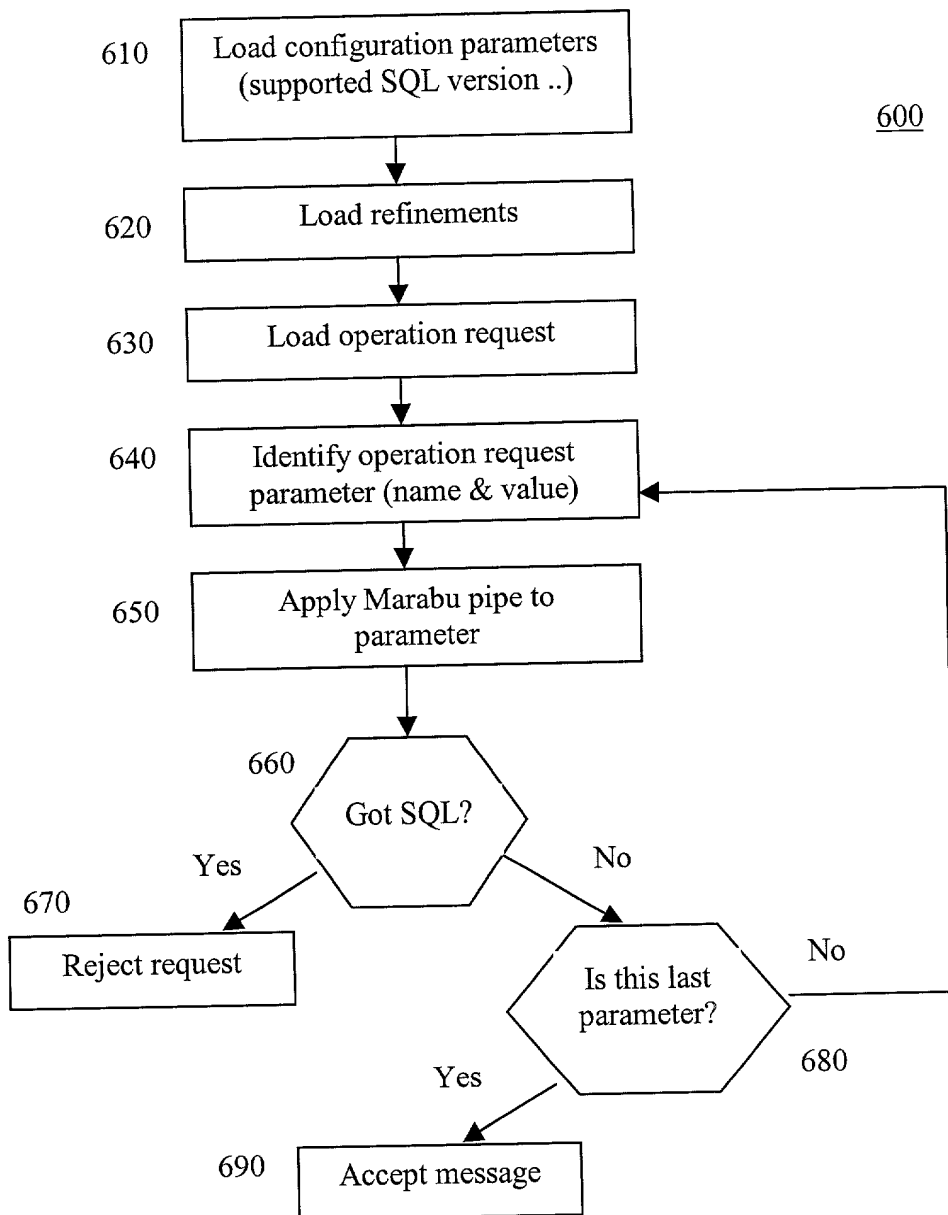 610
Load configuration parameters
(supported SQL version ..)
600
620
Load refinements
630
Load operation request
640
Identify operation request
parameter (name & value)
650
Apply Marabu pipe to
parameter
660
Got SQL?
Yes
No
670
Reject request
Is this last
parameter?
No
680
Yes
690
Accept message